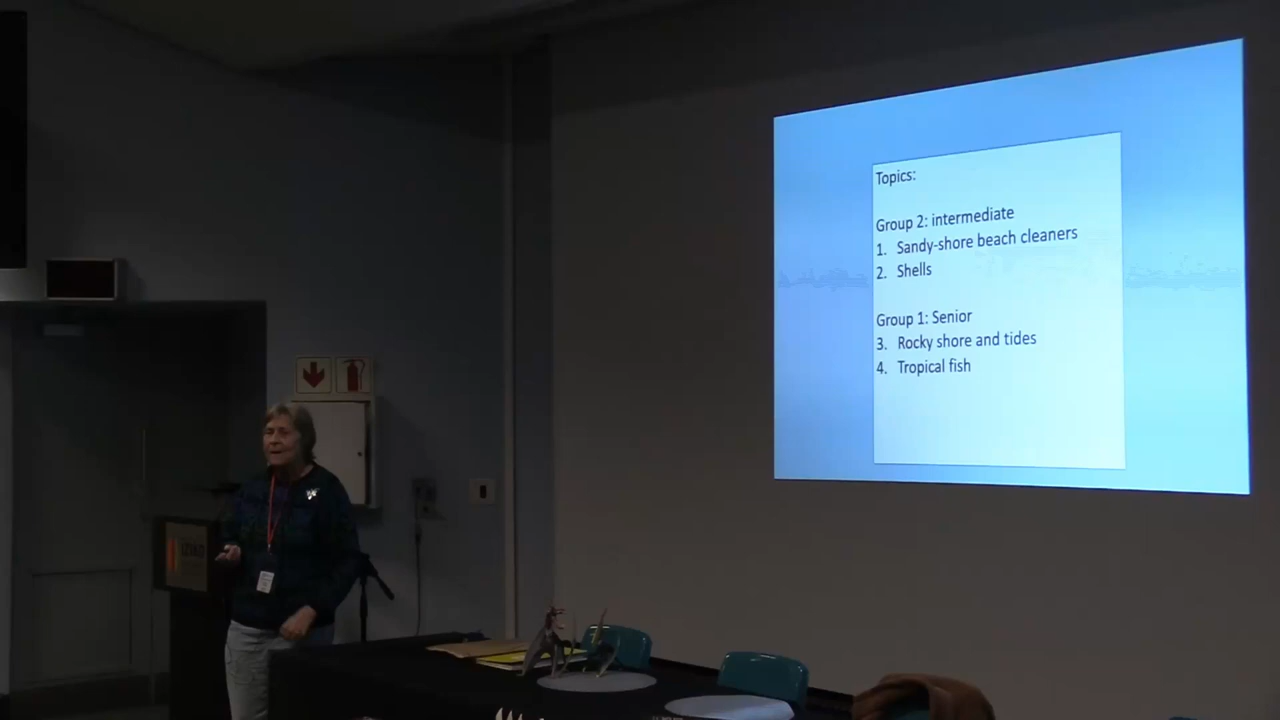 Topics:
Group 2: intermediate
1. Sandy-shore beach cleaners
2. Shells
Group 1: Senior
3. Rocky shore and tides
4. Tropical fish
iziko